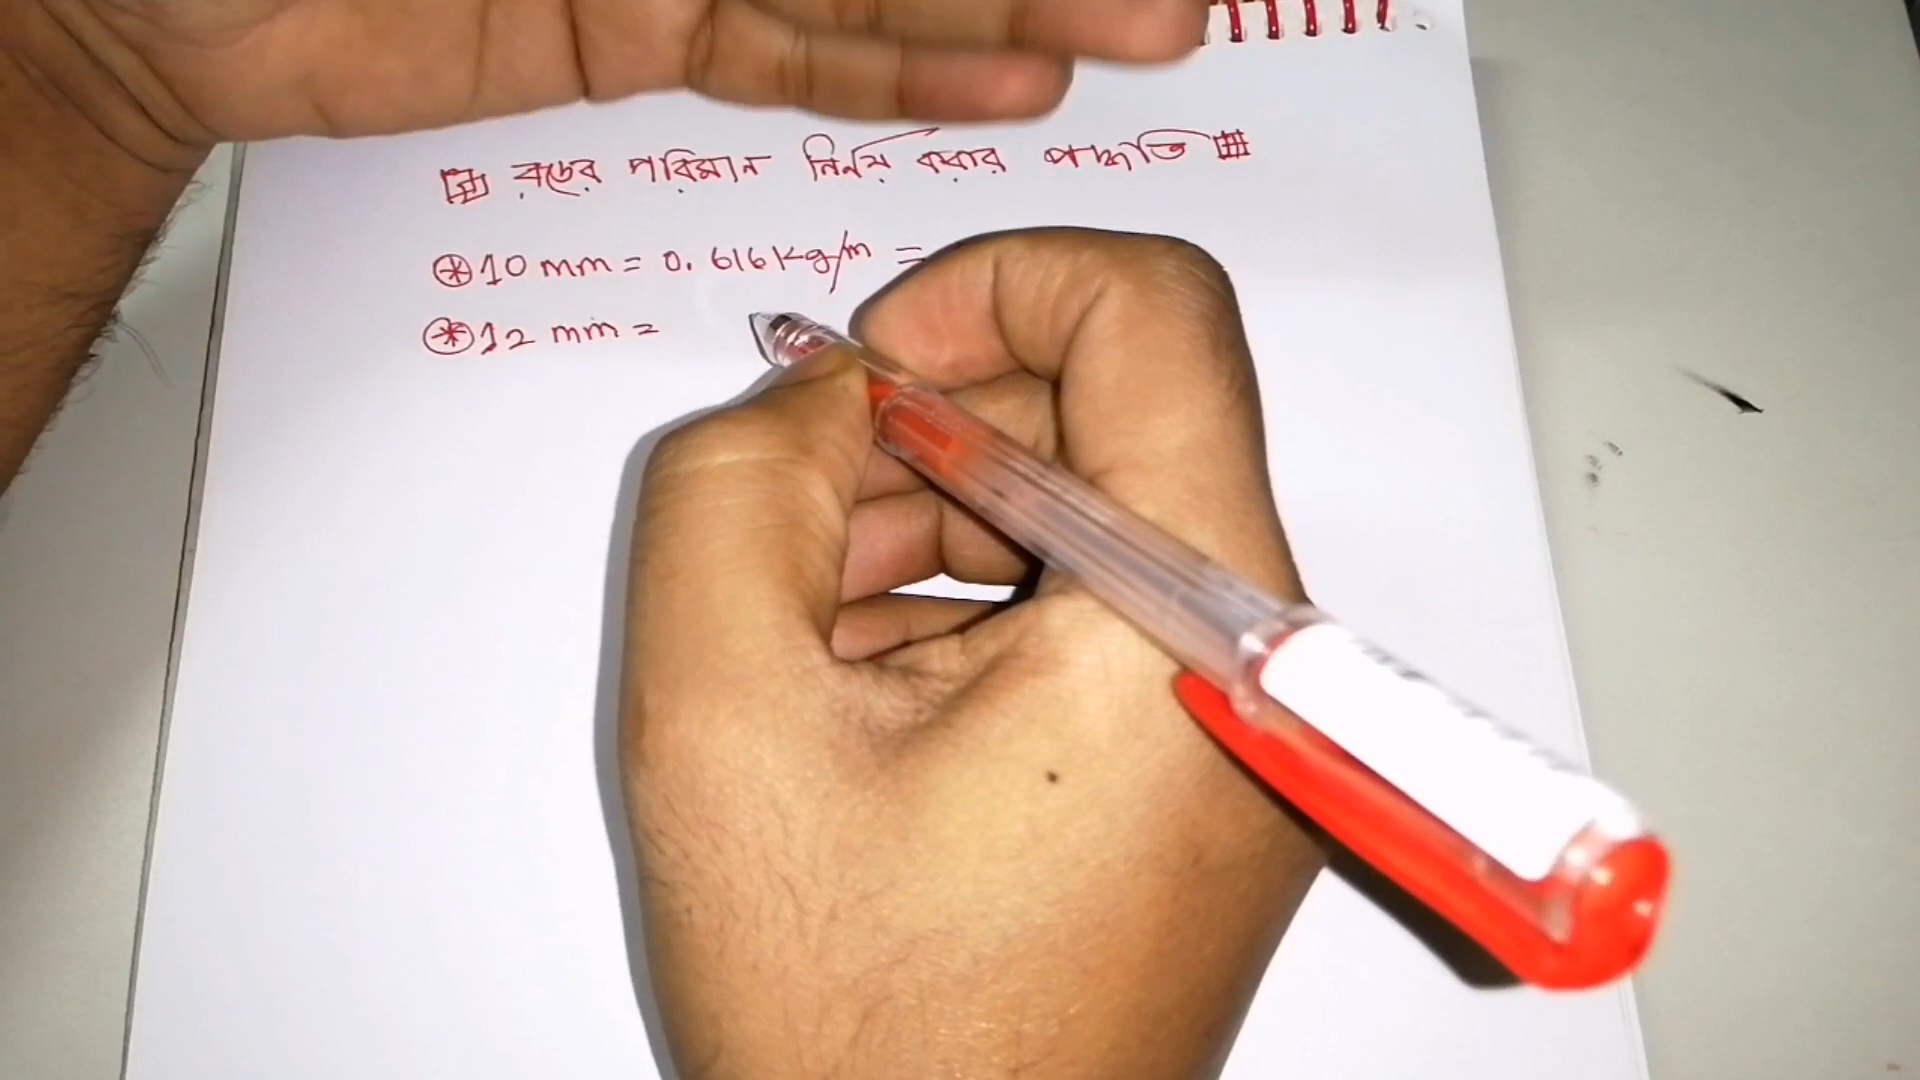 রডের পরিমান নির্নয় করার পদ্ধতি
10 mm = 0.616 Kg/m =
12 mm =